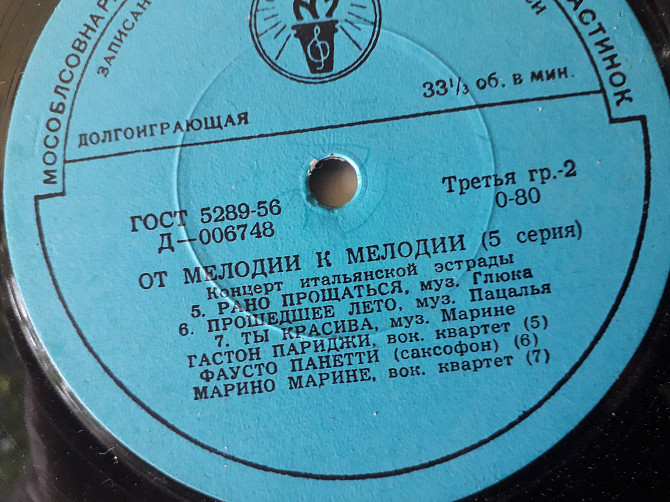 МОСОБЛСОВНАР
ЗАПИСАН
СИ
АСТИНОК
ДОЛГОИГРАЮЩАЯ
33⅓ об. в мин.
ГОСТ 5289-56
Д—006748
Третья гр.-2
0-80
ОТ МЕЛОДИИ К МЕЛОДИИ (5 серия)
Концерт итальянской эстрады
5. РАНО ПРОЩАТЬСЯ, муз. Глюка
6. ПРОШЕДШЕЕ ЛЕТО, муз. Пацалья
7. ТЫ КРАСИВА, муз. Марине
ГАСТОН ПАРИДЖИ, вок. квартет (5)
ФАУСТО ПАНЕТТИ (саксофон) (6)
МАРИНО МАРИНЕ, вок. квартет (7)